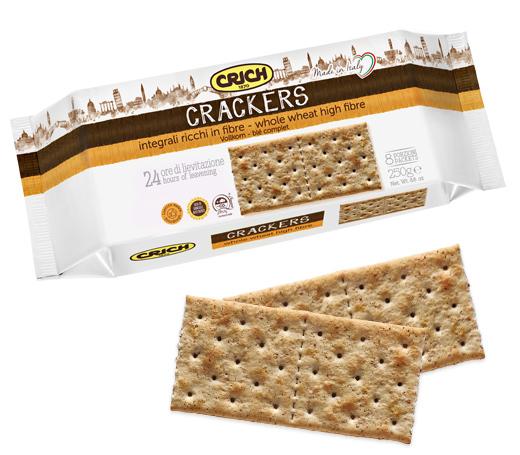 CRICH
1870
Made in Italy
CRACKERS
integrali ricchi in fibre - whole wheat high fibre
Vollkorn - blé complet
24 ore di lievitazione
hours of leavening
8 PORZIONI
PACKETS
250g e
Net. Wt. 8.8 oz.
CRICH
CRACKERS
whole wheat high fibre